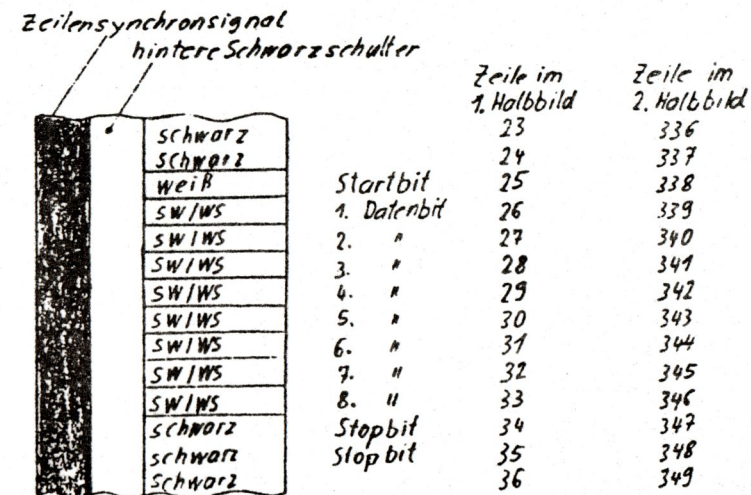 Zeilensynchronsignal
hintere Schwarzschulter
Zeile im Zeile im
1. Halbbild 2. Halbbild
schwarz 23 336
schwarz 24 337
weiß Startbit 25 338
sw/ws 1. Datenbit 26 339
sw/ws 2. " 27 340
sw/ws 3. " 28 341
sw/ws 4. " 29 342
sw/ws 5. " 30 343
sw/ws 6. " 31 344
sw/ws 7. " 32 345
sw/ws 8. " 33 346
schwarz Stopbit 34 347
schwarz Stopbit 35 348
schwarz 36 349